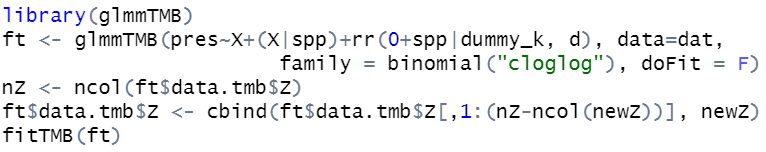 library(glmmTMB)
ft <- glmmTMB(pres~X+(X|spp)+rr(0+spp|dummy_k, d), data=dat,
family = binomial("cloglog"), doFit = F)
nZ <- ncol(ft$data.tmb$Z)
ft$data.tmb$Z <- cbind(ft$data.tmb$Z[,1:(nZ-ncol(newZ))], newZ)
fitTMB(ft)